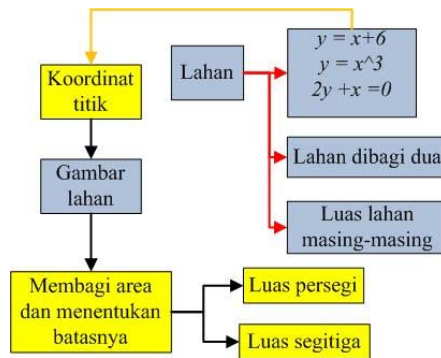 y = x+6
y = x^3
2y +x =0
Lahan
Koordinat
titik
Lahan dibagi dua
Gambar
lahan
Luas lahan
masing-masing
Membagi area
dan menentukan
batasnya
Luas persegi
Luas segitiga